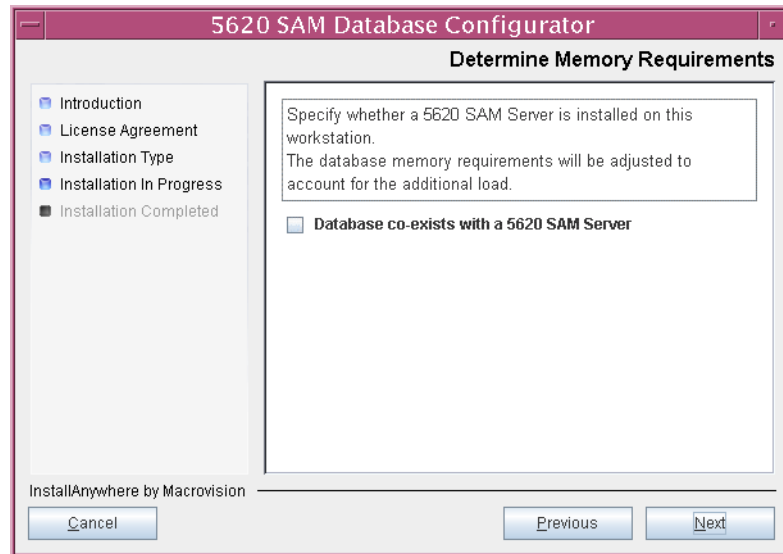 5620 SAM Database Configurator
Determine Memory Requirements
Introduction
License Agreement
Installation Type
Installation In Progress
Installation Completed
Specify whether a 5620 SAM Server is installed on this
workstation.
The database memory requirements will be adjusted to
account for the additional load.
Database co-exists with a 5620 SAM Server
InstallAnywhere by Macrovision
Cancel
Previous
Next